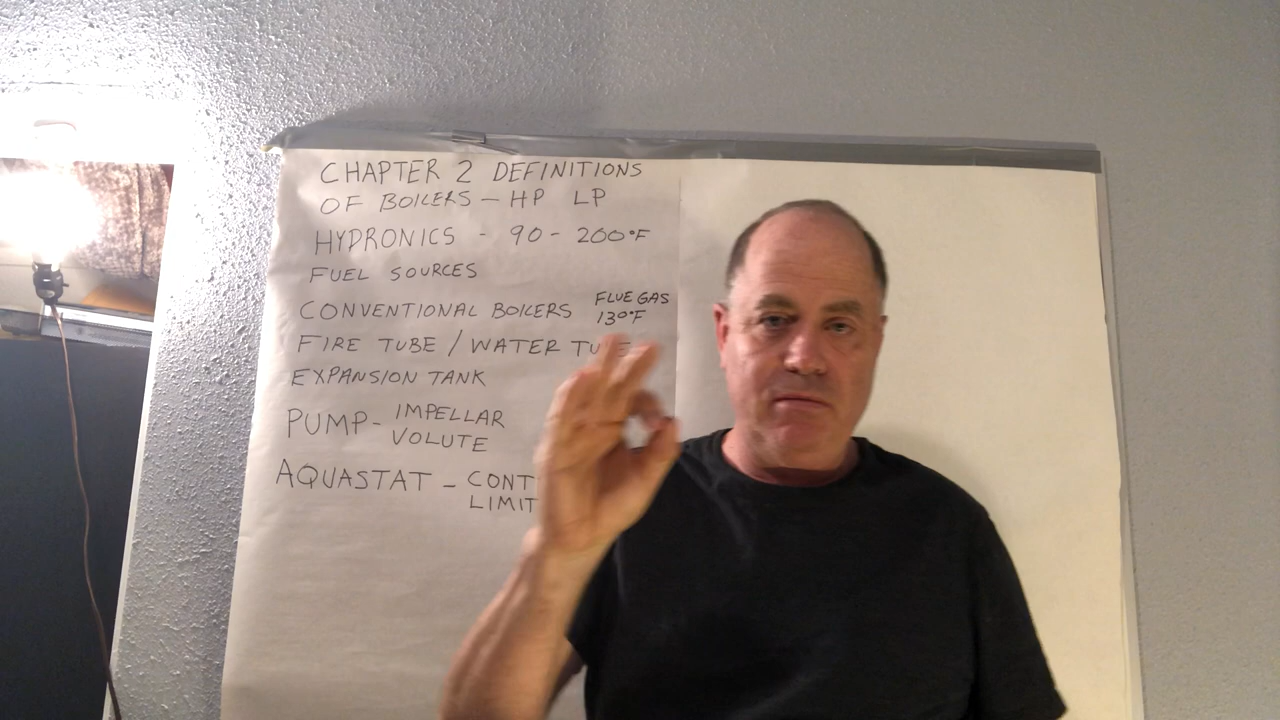 CHAPTER 2 DEFINITIONS
OF BOILERS - HP LP
HYDRONICS - 90 - 200°F
FUEL SOURCES
CONVENTIONAL BOILERS FLUE GAS
130°F
FIRE TUBE / WATER
EXPANSION TANK
PUMP - IMPELLAR
VOLUTE
AQUASTAT -
LIMIT